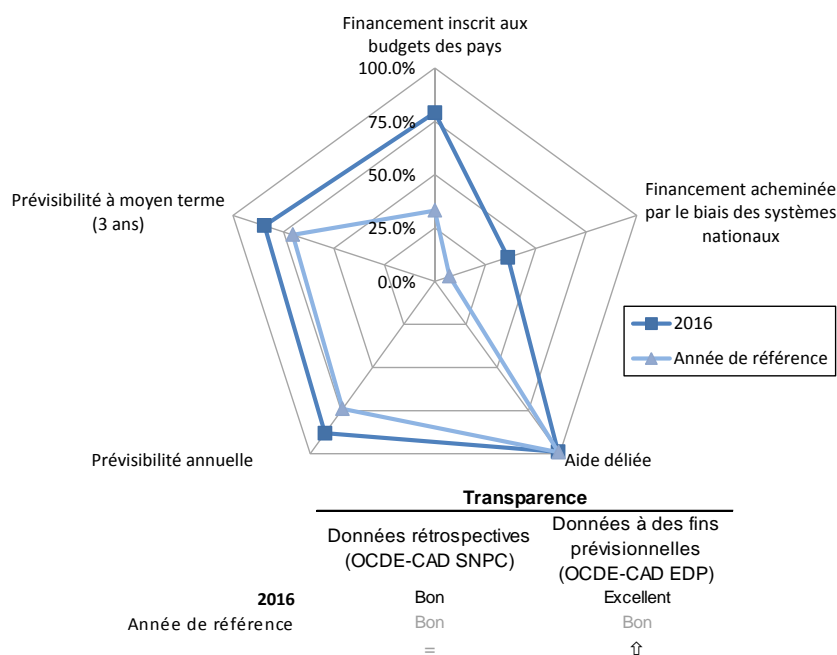 Financement inscrit aux
budgets des pays
100.0%
75.0%
50.0%
25.0%
0.0%
Prévisibilité à moyen terme
(3 ans)
Financement acheminée
par le biais des systèmes
nationaux
2016
Année de référence
Prévisibilité annuelle
Aide déliée
Transparence
Données rétrospectives
(OCDE-CAD SNPC)
Données à des fins
prévisionnelles
(OCDE-CAD EDP)
2016 Bon Excellent
Année de référence Bon Bon
= ⇧